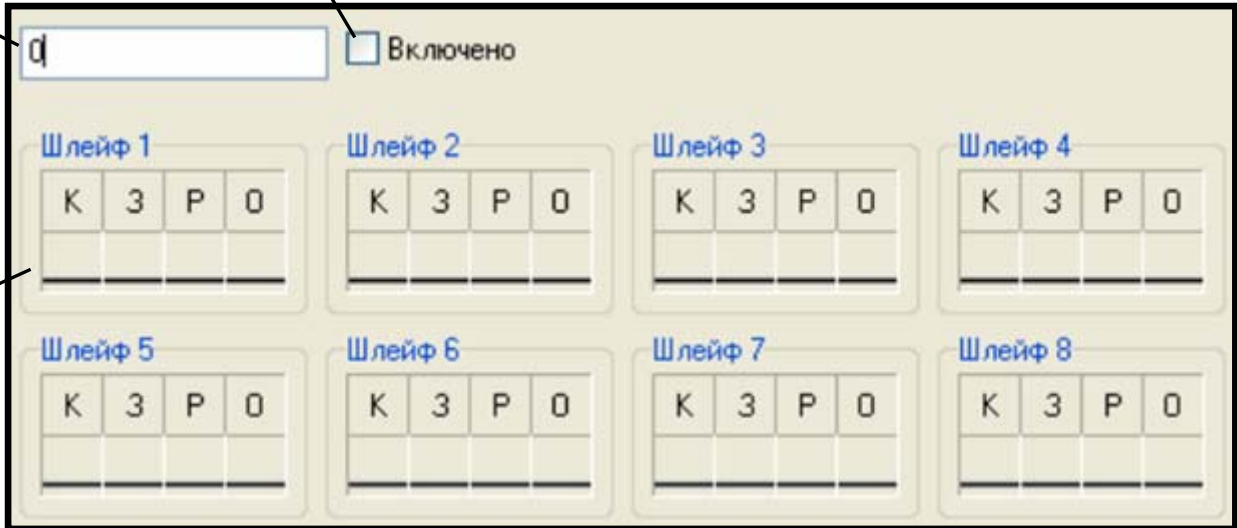 0
Включено
Шлейф 1 Шлейф 2 Шлейф 3 Шлейф 4
К З Р О К З Р О К З Р О К З Р О
Шлейф 5 Шлейф 6 Шлейф 7 Шлейф 8
К З Р О К З Р О К З Р О К З Р О